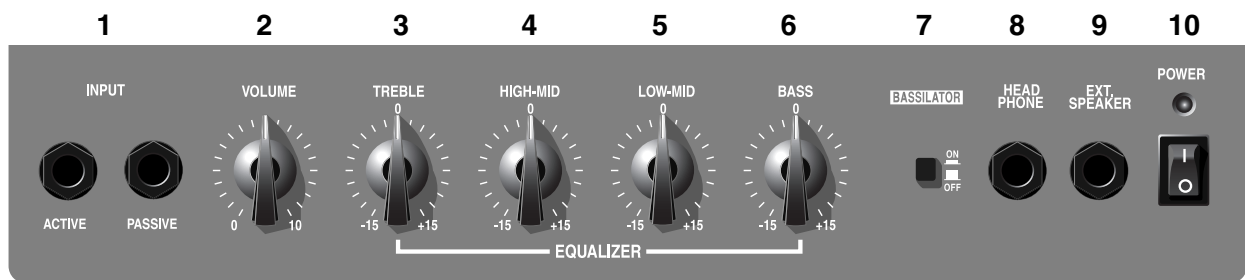 1 2 3 4 5 6 7 8 9 10
POWER
INPUT VOLUME TREBLE HIGH-MID LOW-MID BASS BASSILATOR HEAD PHONE EXT. SPEAKER
0 0 0 0
ON
OFF
I
O
ACTIVE PASSIVE 0 10 -15 +15 -15 +15 -15 +15 -15 +15
EQUALIZER